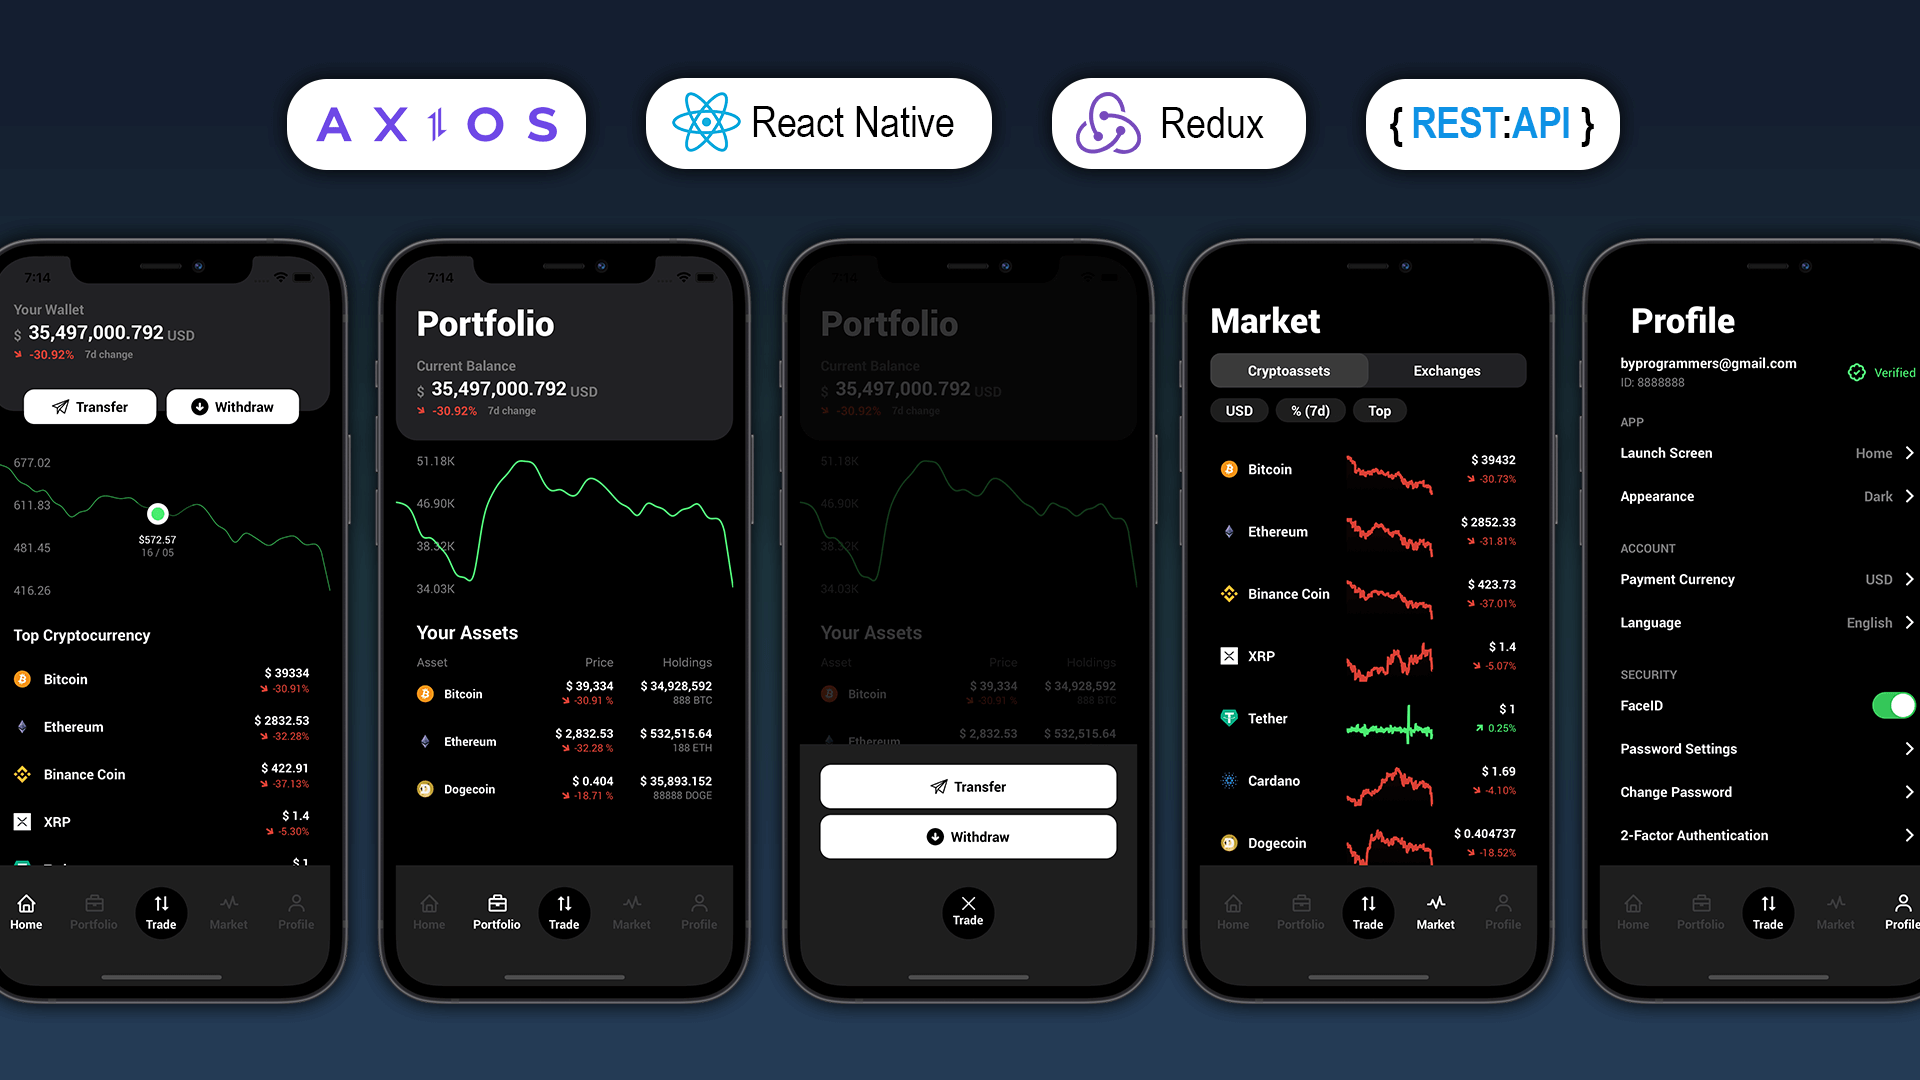 AXIOS
React Native
Redux
{ REST:API }
7:14
Your Wallet
$ 35,497,000.792 USD
-30.92% 7d change
Transfer
Withdraw
677.02
611.83
481.45
416.26
$572.57
16 / 05
Top Cryptocurrency
Bitcoin
$ 39334
-30.91%
Ethereum
$ 2832.53
-32.28%
Binance Coin
$ 422.91
-37.13%
XRP
$ 1.4
-5.30%
$ 1
Home
Portfolio
Trade
Market
Profile
7:14
Portfolio
Current Balance
$ 35,497,000.792 USD
-30.92% 7d change
51.18K
46.90K
38.32K
34.03K
Your Assets
Asset Price Holdings
Bitcoin $ 39,334 $ 34,928,592
-30.91 % 888 BTC
Ethereum $ 2,832.53 $ 532,515.64
-32.28 % 188 ETH
Dogecoin $ 0.404 $ 35,893.152
-18.71 % 88888 DOGE
Home
Portfolio
Trade
Market
Profile
7:14
Portfolio
Current Balance
$ 35,497,000.792 USD
-30.92% 7d change
51.18K
46.90K
38.32K
34.03K
Your Assets
Asset Price Holdings
Bitcoin $ 39,334 $ 34,928,592
-30.91 % 888 BTC
Ethereum $ 2,832.53 $ 532,515.64
Transfer
Withdraw
Trade
Market
Cryptoassets
Exchanges
USD
% (7d)
Top
Bitcoin
$ 39432
-30.73%
Ethereum
$ 2852.33
-31.81%
Binance Coin
$ 423.73
-37.01%
XRP
$ 1.4
-5.07%
Tether
$ 1
0.25%
Cardano
$ 1.69
-4.10%
Dogecoin
$ 0.404737
-18.52%
Home
Portfolio
Trade
Market
Profile
Profile
byprogrammers@gmail.com
ID: 8888888
Verified
APP
Launch Screen Home
Appearance Dark
ACCOUNT
Payment Currency USD
Language English
SECURITY
FaceID
Password Settings
Change Password
2-Factor Authentication
Home
Portfolio
Trade
Market
Profile